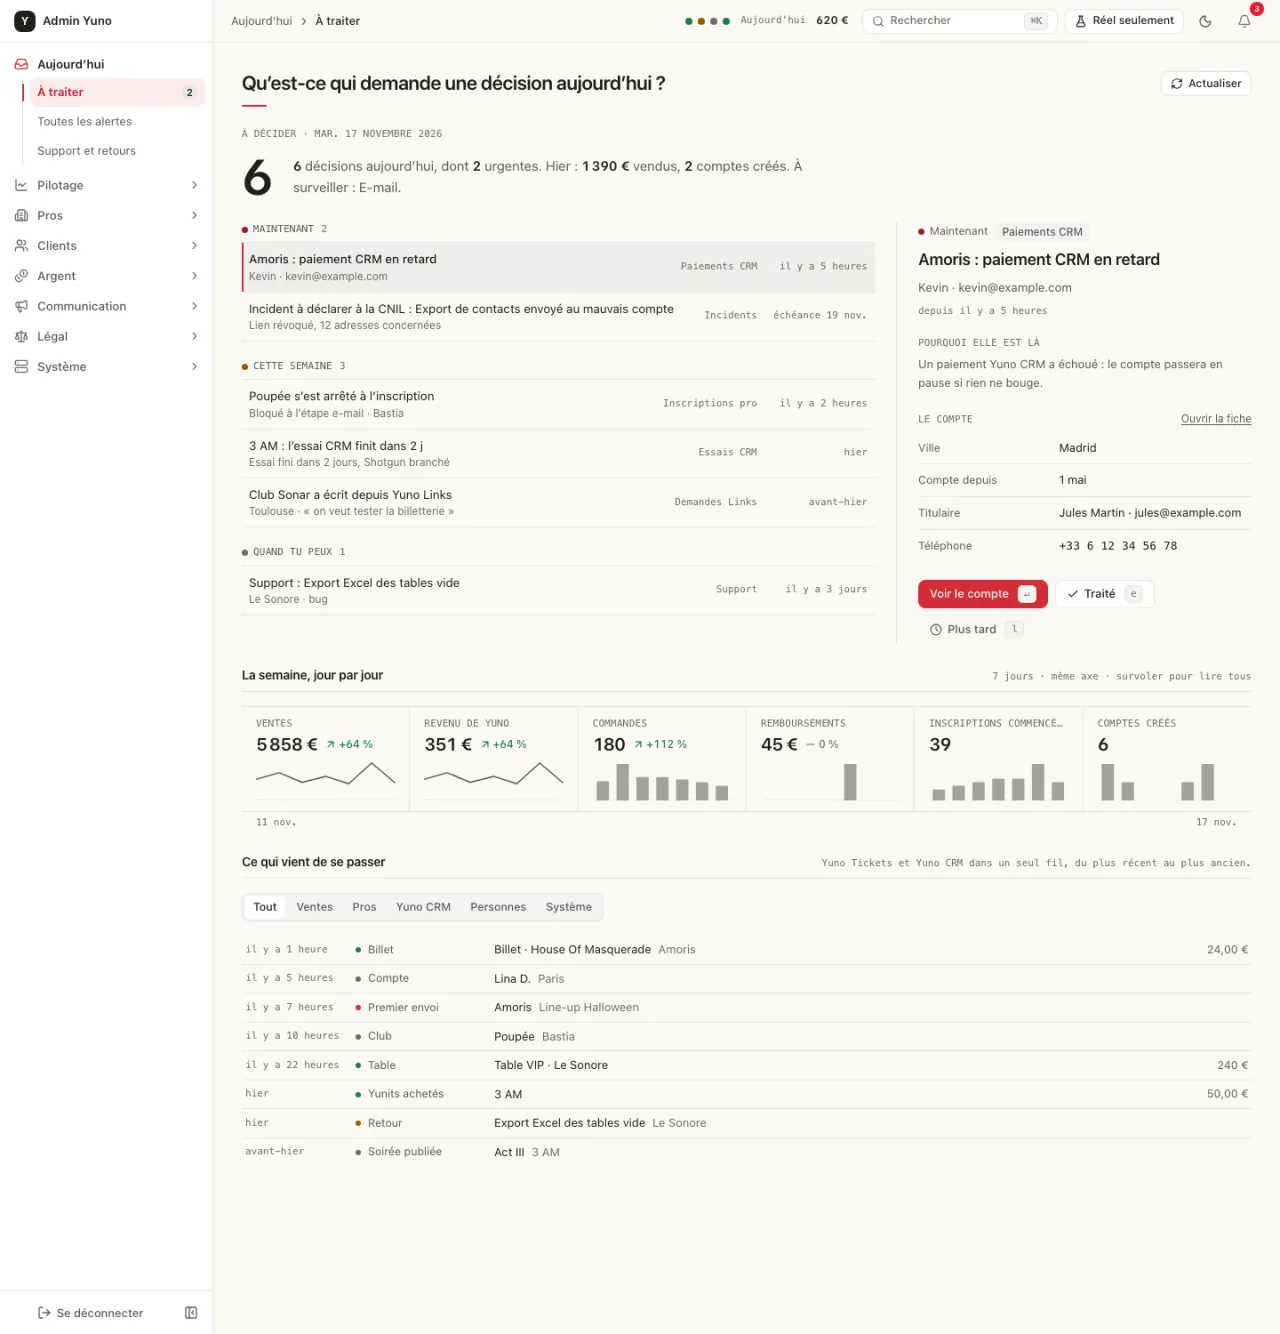 Y Admin Yuno
Aujourd'hui
À traiter 2
Toutes les alertes
Support et retours
Pilotage
Pros
Clients
Argent
Communication
Légal
Système
Se déconnecter
Aujourd'hui > À traiter
Aujourd'hui 620 €
Rechercher ⌘K
Réel seulement
3
Qu'est-ce qui demande une décision aujourd'hui ?
Actualiser
À DÉCIDER · MAR. 17 NOVEMBRE 2026
6
6 décisions aujourd'hui, dont 2 urgentes. Hier : 1 390 € vendus, 2 comptes créés. À
surveiller : E-mail.
MAINTENANT 2
Amoris : paiement CRM en retard
Kevin · kevin@example.com
Paiements CRM il y a 5 heures
Incident à déclarer à la CNIL : Export de contacts envoyé au mauvais compte
Lien révoqué, 12 adresses concernées
Incidents échéance 19 nov.
CETTE SEMAINE 3
Poupée s'est arrêté à l'inscription
Bloqué à l'étape e-mail · Bastia
Inscriptions pro il y a 2 heures
3 AM : l'essai CRM finit dans 2 j
Essai fini dans 2 jours, Shotgun branché
Essais CRM hier
Club Sonar a écrit depuis Yuno Links
Toulouse · « on veut tester la billetterie »
Demandes Links avant-hier
QUAND TU PEUX 1
Support : Export Excel des tables vide
Le Sonore · bug
Support il y a 3 jours
Maintenant Paiements CRM
Amoris : paiement CRM en retard
Kevin · kevin@example.com
depuis il y a 5 heures
POURQUOI ELLE EST LÀ
Un paiement Yuno CRM a échoué : le compte passera en
pause si rien ne bouge.
LE COMPTE Ouvrir la fiche
Ville Madrid
Compte depuis 1 mai
Titulaire Jules Martin · jules@example.com
Téléphone +33 6 12 34 56 78
Voir le compte ↵
Traité e
Plus tard l
La semaine, jour par jour
7 jours · même axe · survoler pour lire tous
VENTES
5 858 € +64 %
REVENU DE YUNO
351 € +64 %
COMMANDES
180 +112 %
REMBOURSEMENTS
45 € — 0 %
INSCRIPTIONS COMMENCÉ…
39
COMPTES CRÉÉS
6
11 nov. 17 nov.
Ce qui vient de se passer
Yuno Tickets et Yuno CRM dans un seul fil, du plus récent au plus ancien.
Tout Ventes Pros Yuno CRM Personnes Système
il y a 1 heure Billet Billet · House Of Masquerade Amoris 24,00 €
il y a 5 heures Compte Lina D. Paris
il y a 7 heures Premier envoi Amoris Line-up Halloween
il y a 10 heures Club Poupée Bastia
il y a 22 heures Table Table VIP · Le Sonore 240 €
hier Yunits achetés 3 AM 50,00 €
hier Retour Export Excel des tables vide Le Sonore
avant-hier Soirée publiée Act III 3 AM